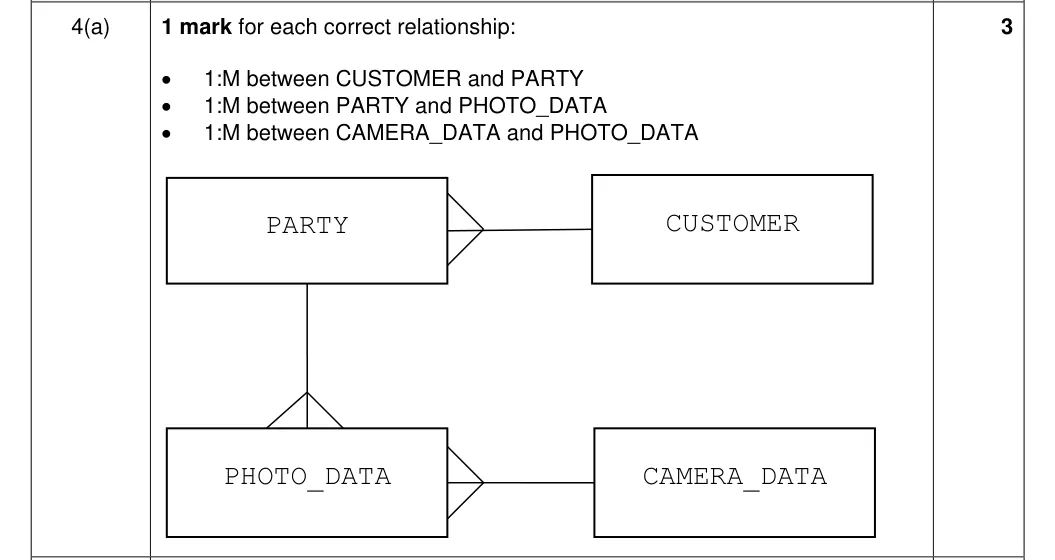 4(a) 1 mark for each correct relationship: 3
• 1:M between CUSTOMER and PARTY
• 1:M between PARTY and PHOTO_DATA
• 1:M between CAMERA_DATA and PHOTO_DATA
PARTY CUSTOMER
PHOTO_DATA CAMERA_DATA